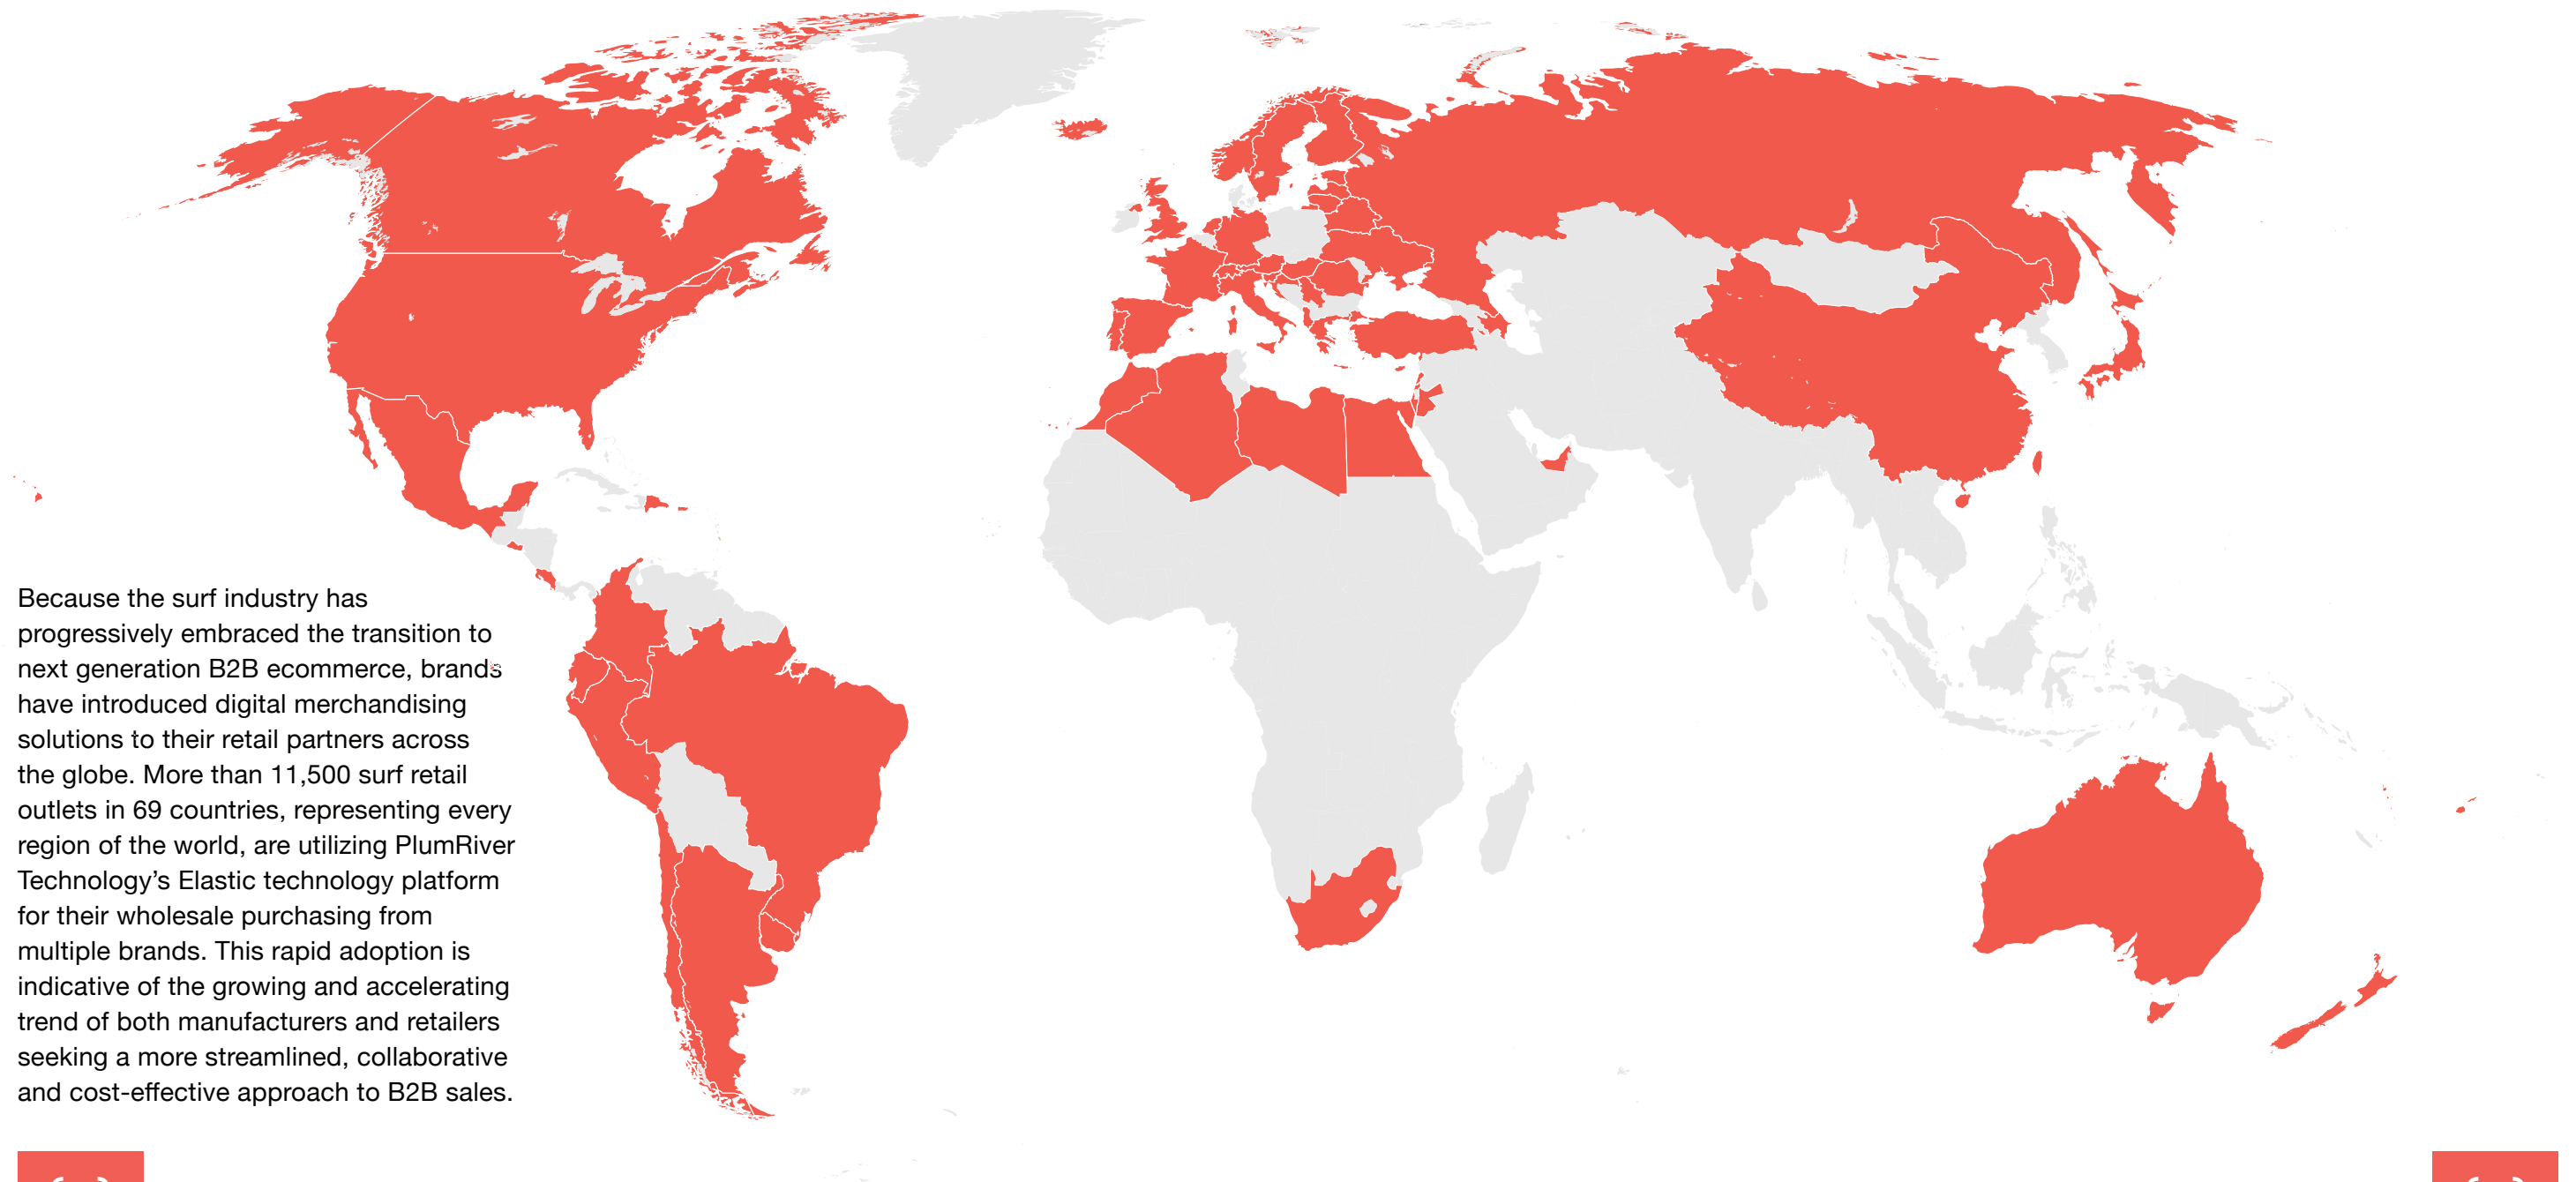 Because the surf industry has
progressively embraced the transition to
next generation B2B ecommerce, brands
have introduced digital merchandising
solutions to their retail partners across
the globe. More than 11,500 surf retail
outlets in 69 countries, representing every
region of the world, are utilizing PlumRiver
Technology’s Elastic technology platform
for their wholesale purchasing from
multiple brands. This rapid adoption is
indicative of the growing and accelerating
trend of both manufacturers and retailers
seeking a more streamlined, collaborative
and cost-effective approach to B2B sales.